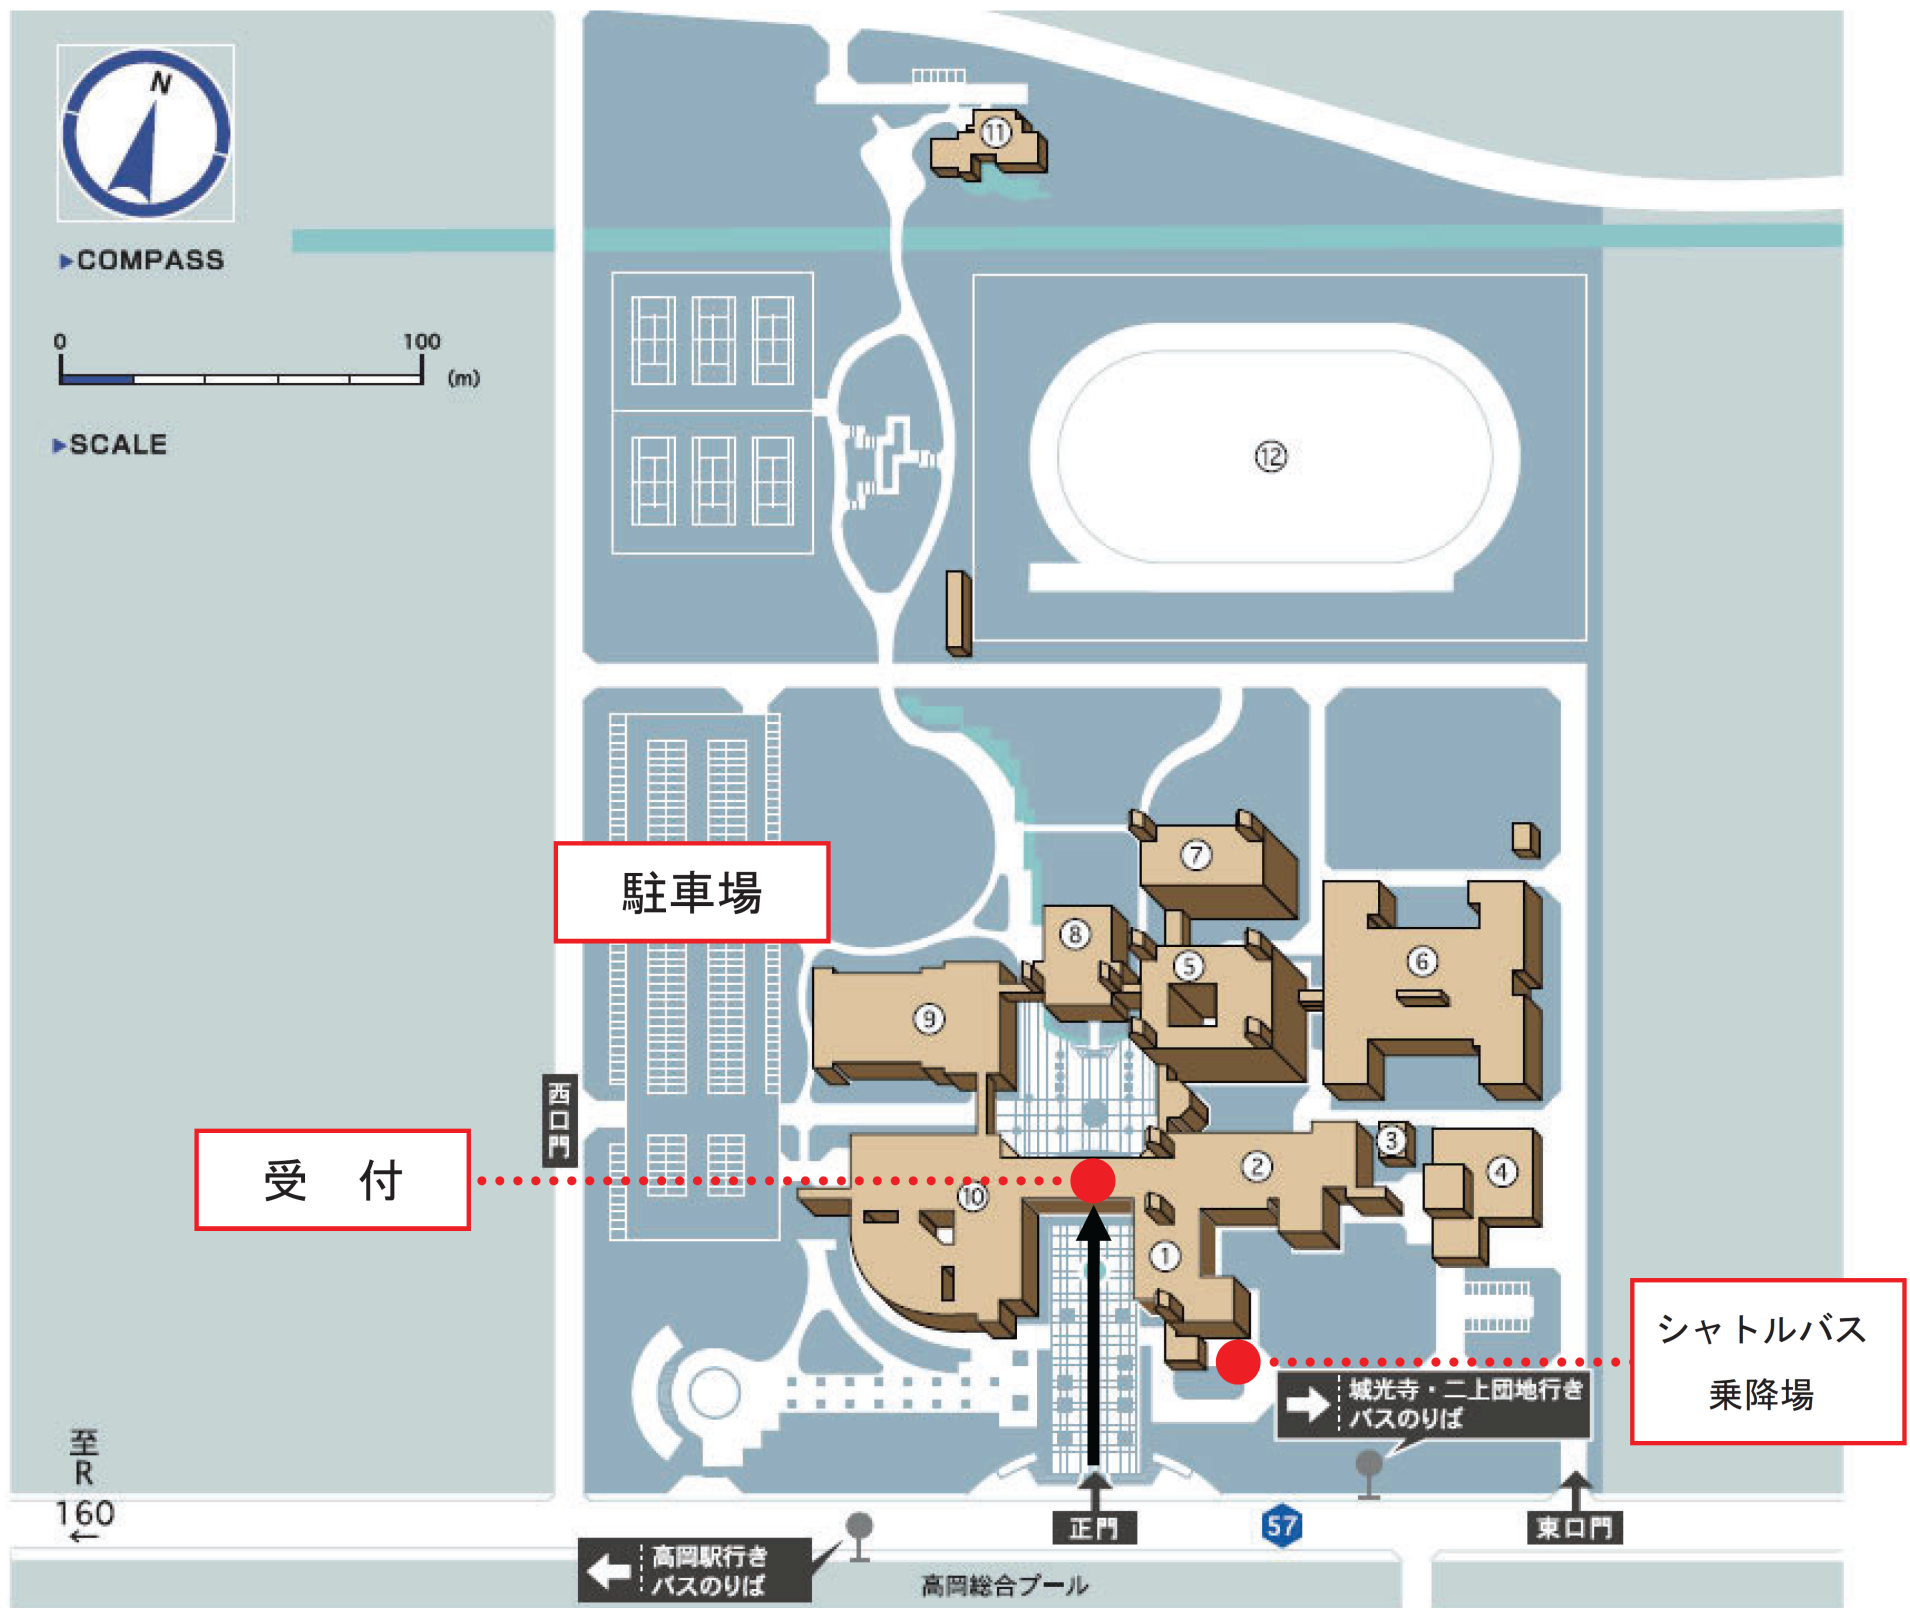 N
COMPASS
0 100
(m)
SCALE
⑪
⑫
駐車場
⑦
⑧
⑤
⑥
⑨
西口門
受 付
⑩
②
③
④
①
シャトルバス
乗降場
城光寺・二上団地行き
バスのりば
至
R
160
←
正門
57
東口門
高岡駅行き
バスのりば
高岡総合プール